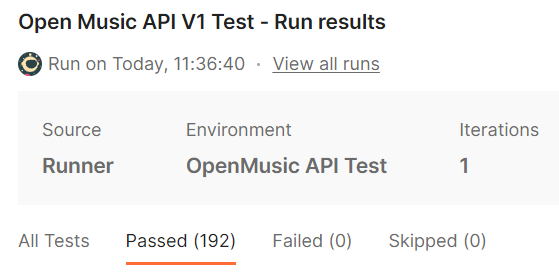 Open Music API V1 Test - Run results
Run on Today, 11:36:40 · View all runs
Source Environment Iterations
Runner OpenMusic API Test 1
All Tests Passed (192) Failed (0) Skipped (0)